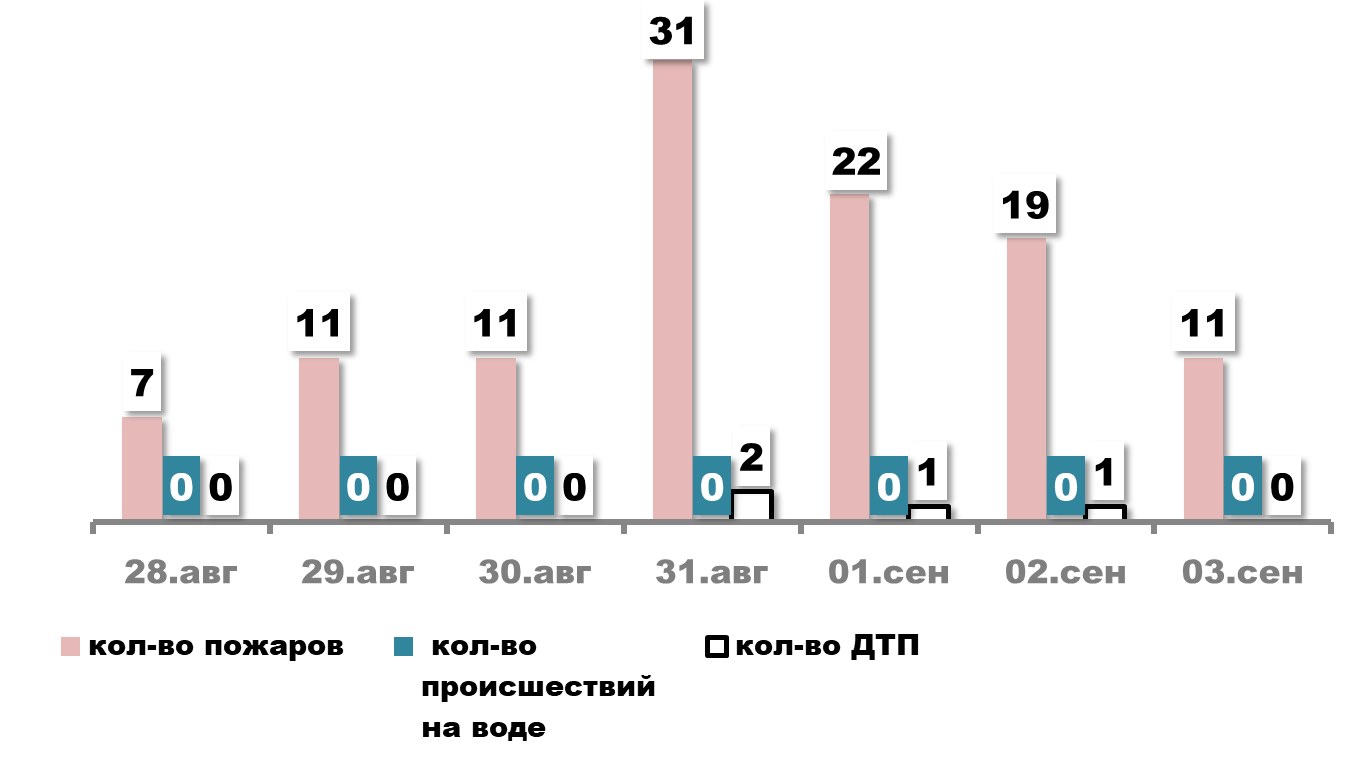 31
22
19
11 11 11
7
2
1 1
0 0 0 0 0 0 0 0 0 0 0
28.авг 29.авг 30.авг 31.авг 01.сен 02.сен 03.сен
кол-во пожаров кол-во кол-во ДТП
происшествий
на воде